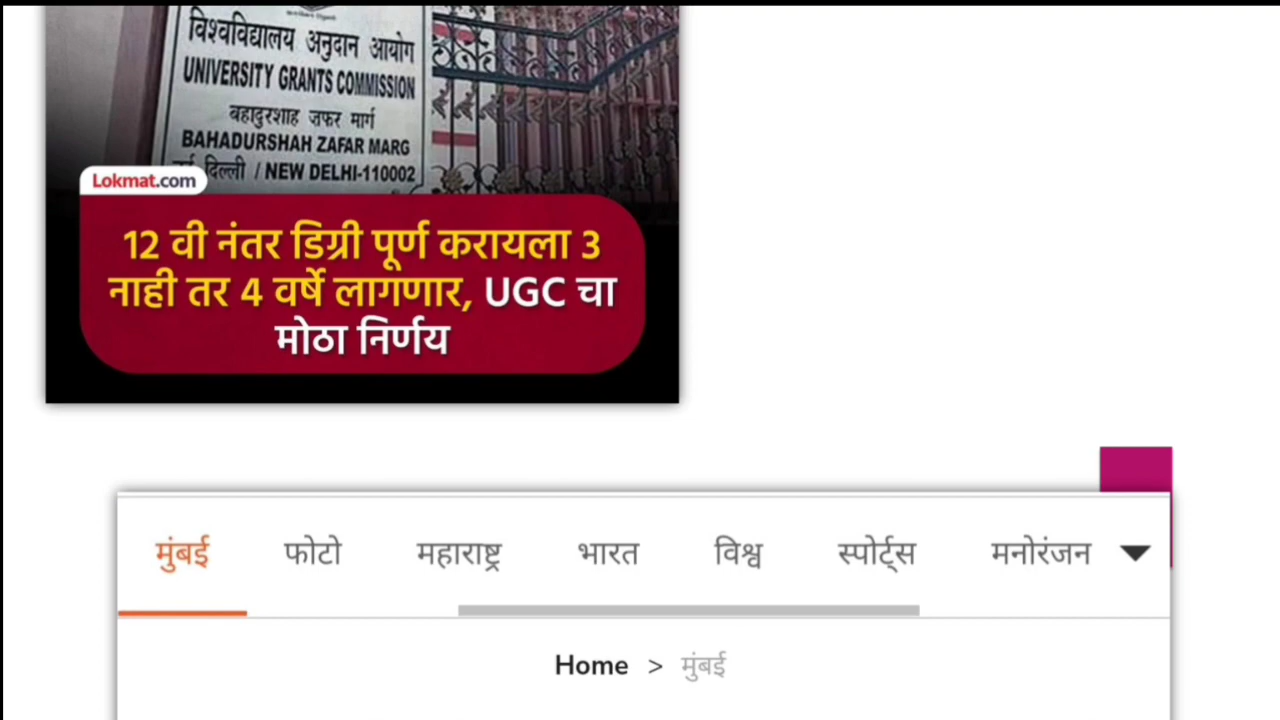 विश्वविद्यालय अनुदान आयोग
UNIVERSITY GRANTS COMMISSION
बहादुरशाह ज़फर मार्ग
BAHADURSHAH ZAFAR MARG
दिल्ली / NEW DELHI-110002
Lokmat.com
12 वी नंतर डिग्री पूर्ण करायला 3
नाही तर 4 वर्षे लागणार, UGC चा
मोठा निर्णय
मुंबई फोटो महाराष्ट्र भारत विश्व स्पोर्ट्स मनोरंजन
Home > मुंबई